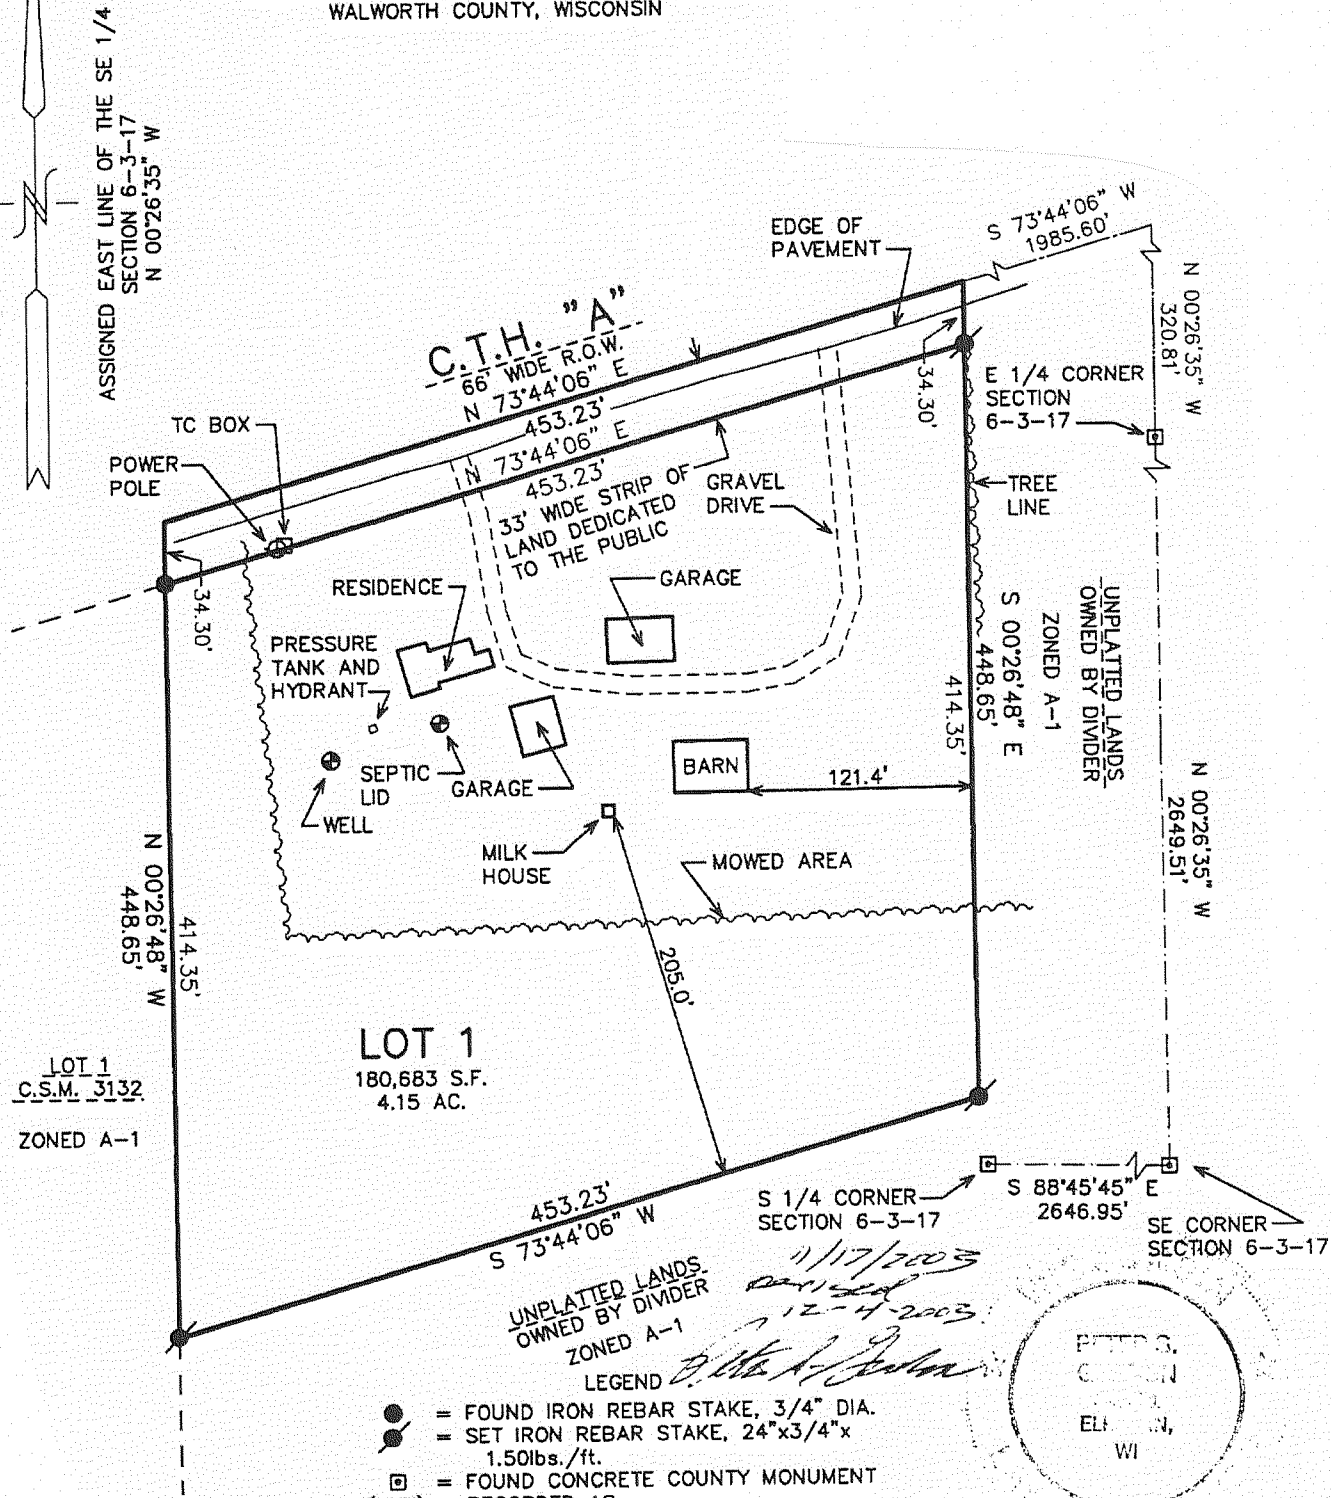 WALWORTH COUNTY, WISCONSIN
ASSIGNED EAST LINE OF THE SE 1/4
SECTION 6-3-17
N 00°26'35" W
S 73°44'06" W
1985.60'
EDGE OF
PAVEMENT
N 00°26'35" W
320.81'
C.T.H. "A"
66' WIDE R.O.W.
N 73°44'06" E
453.23'
N 73°44'06" E
453.23'
33' WIDE STRIP OF
LAND DEDICATED
TO THE PUBLIC
34.30'
E 1/4 CORNER
SECTION
6-3-17
TC BOX
POWER
POLE
GRAVEL
DRIVE
TREE
LINE
34.30'
RESIDENCE
GARAGE
PRESSURE
TANK AND
HYDRANT
S 00°26'48" E
448.65'
414.35'
ZONED A-1
UNPLATTED LANDS
OWNED BY DIVIDER
SEPTIC
LID
GARAGE
BARN
121.4'
WELL
MILK
HOUSE
MOWED AREA
N 00°26'35" W
2649.51'
N 00°26'48" W
448.65'
414.35'
205.0'
LOT 1
180,683 S.F.
4.15 AC.
LOT 1
C.S.M. 3132
ZONED A-1
453.23'
S 73°44'06" W
S 1/4 CORNER
SECTION 6-3-17
S 88°45'45" E
2646.95'
SE CORNER
SECTION 6-3-17
UNPLATTED LANDS
OWNED BY DIVIDER
ZONED A-1
11/17/2003
revised
12-4-2003
LEGEND
= FOUND IRON REBAR STAKE, 3/4" DIA.
= SET IRON REBAR STAKE, 24"x3/4"x
1.50lbs./ft.
= FOUND CONCRETE COUNTY MONUMENT
WI